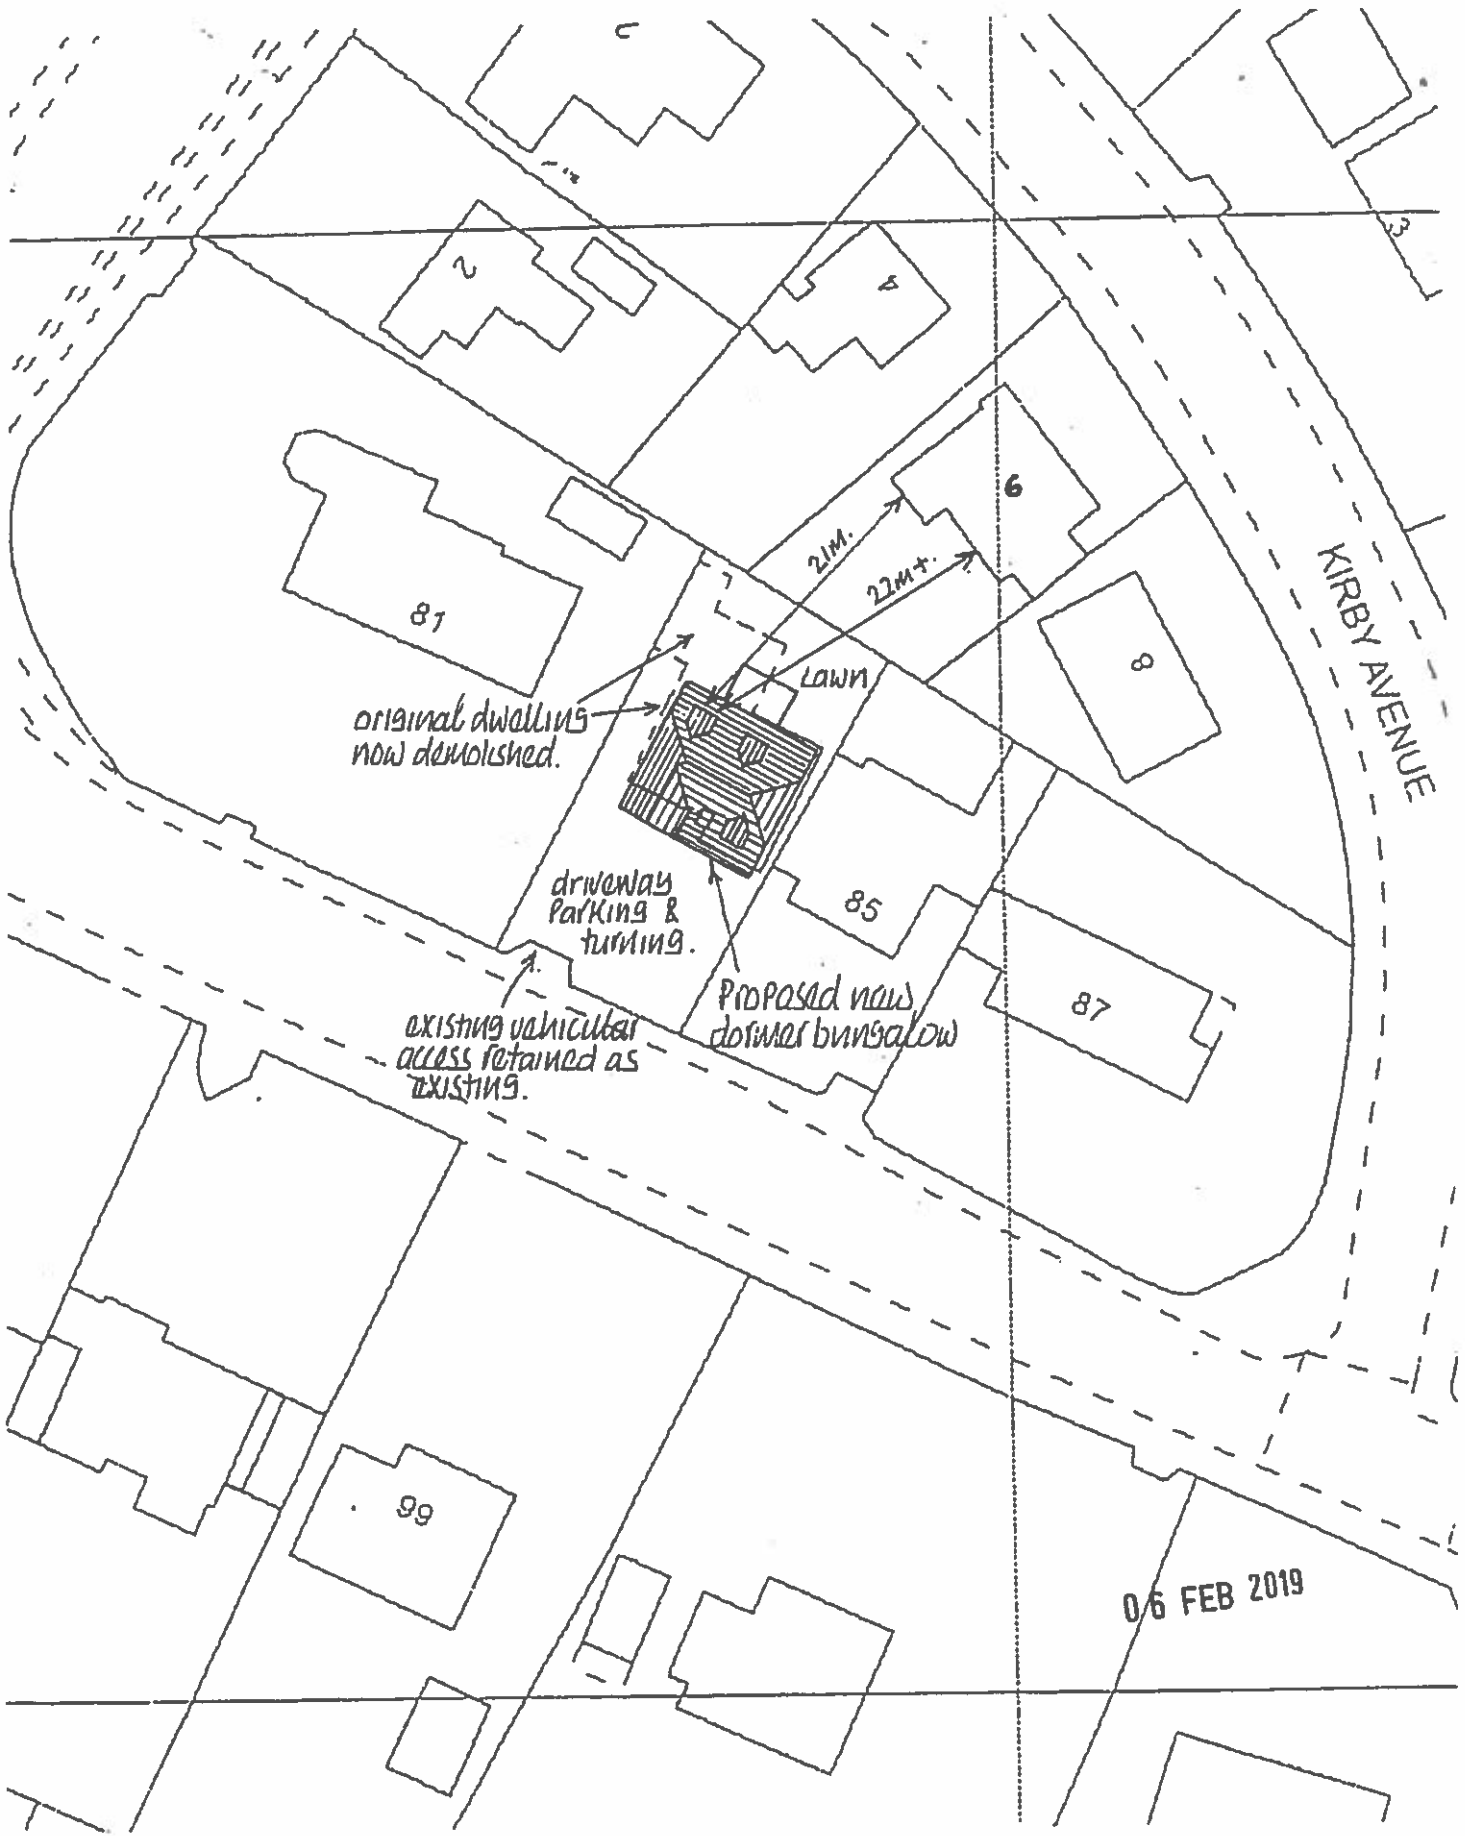 2
4
3
6
21M.
22M+.
KIRBY AVENUE
81
8
Lawn
original dwelling
now demolished.
driveway
Parking &
turning.
85
Proposed new
dormer bungalow
87
existing vehicular
access retained as
existing.
99
06 FEB 2019